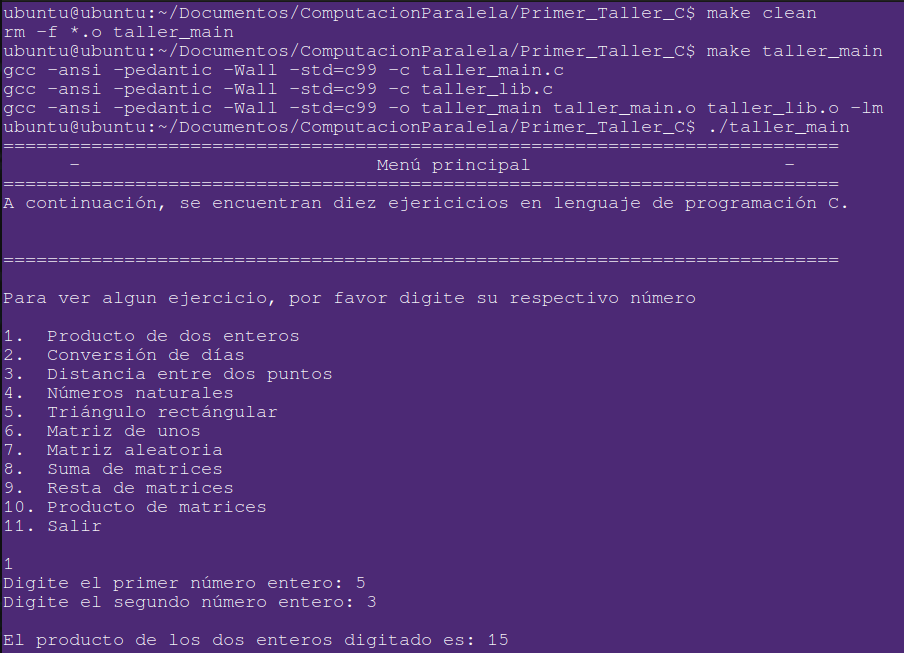 ubuntu@ubuntu:~/Documentos/ComputacionParalela/Primer_Taller_C$ make clean
rm -f *.o taller_main
ubuntu@ubuntu:~/Documentos/ComputacionParalela/Primer_Taller_C$ make taller_main
gcc -ansi -pedantic -Wall -std=c99 -c taller_main.c
gcc -ansi -pedantic -Wall -std=c99 -c taller_lib.c
gcc -ansi -pedantic -Wall -std=c99 -o taller_main taller_main.o taller_lib.o -lm
ubuntu@ubuntu:~/Documentos/ComputacionParalela/Primer_Taller_C$ ./taller_main
============================================================================
      -                           Menú principal                       -
============================================================================
A continuación, se encuentran diez ejericicios en lenguaje de programación C.
============================================================================
Para ver algun ejercicio, por favor digite su respectivo número
1.  Producto de dos enteros
2.  Conversión de días
3.  Distancia entre dos puntos
4.  Números naturales
5.  Triángulo rectángular
6.  Matriz de unos
7.  Matriz aleatoria
8.  Suma de matrices
9.  Resta de matrices
10. Producto de matrices
11. Salir
1
Digite el primer número entero: 5
Digite el segundo número entero: 3
El producto de los dos enteros digitado es: 15